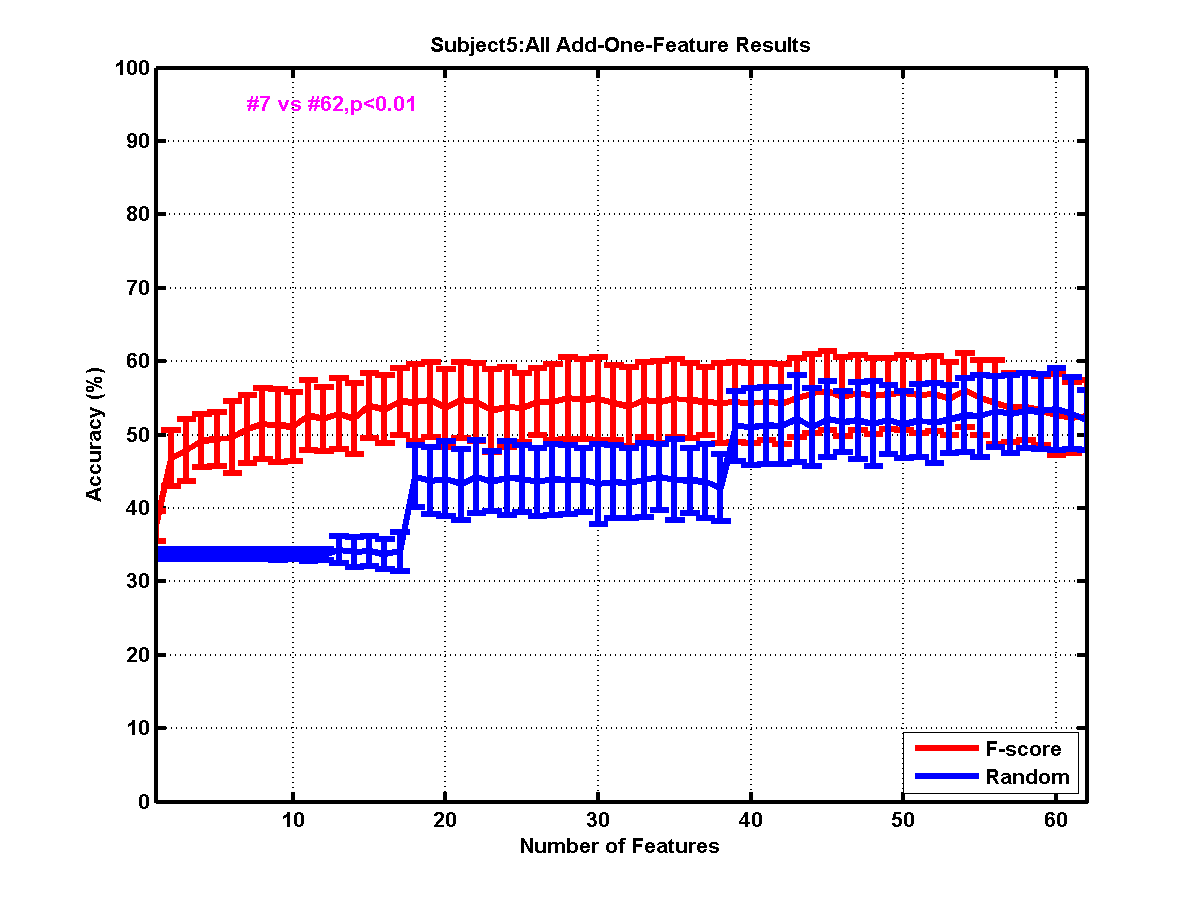 Subject5:All Add-One-Feature Results
#7 vs #62,p<0.01
100
90
80
70
60
50
40
30
20
10
0
Accuracy (%)
10 20 30 40 50 60
Number of Features
F-score
Random